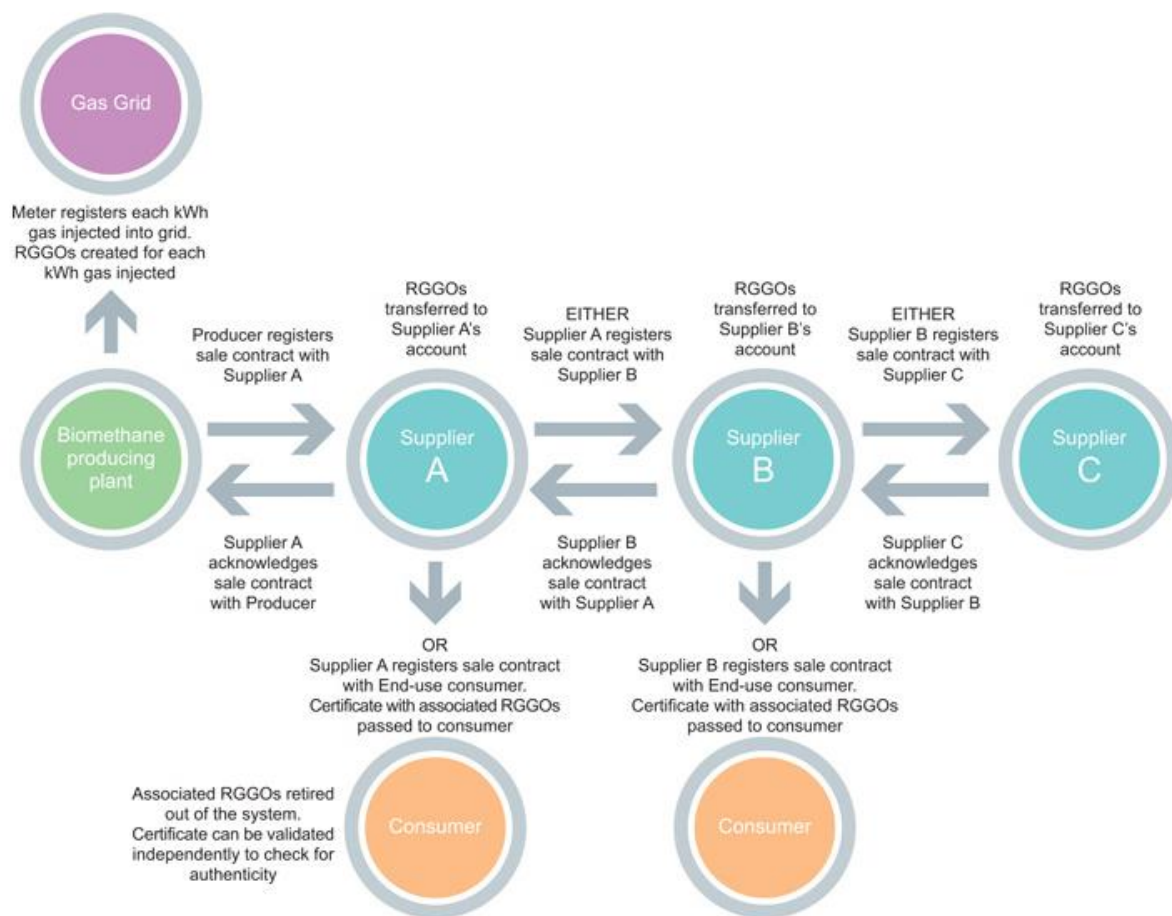 Gas Grid
Meter registers each kWh
gas injected into grid.
RGGOs created for each
kWh gas injected
Producer registers
sale contract with
Supplier A
RGGOs
transferred to
Supplier A's
account
EITHER
Supplier A registers
sale contract with
Supplier B
RGGOs
transferred to
Supplier B's
account
EITHER
Supplier B registers
sale contract with
Supplier C
RGGOs
transferred to
Supplier C's
account
Biomethane
producing
plant
Supplier
A
Supplier
B
Supplier
C
Supplier A
acknowledges
sale contract
with Producer
Supplier B
acknowledges
sale contract
with Supplier A
Supplier C
acknowledges
sale contract
with Supplier B
OR
Supplier A registers sale contract
with End-use consumer.
Certificate with associated RGGOs
passed to consumer
OR
Supplier B registers sale contract
with End-use consumer.
Certificate with associated RGGOs
passed to consumer
Associated RGGOs retired
out of the system.
Certificate can be validated
independently to check for
authenticity
Consumer
Consumer